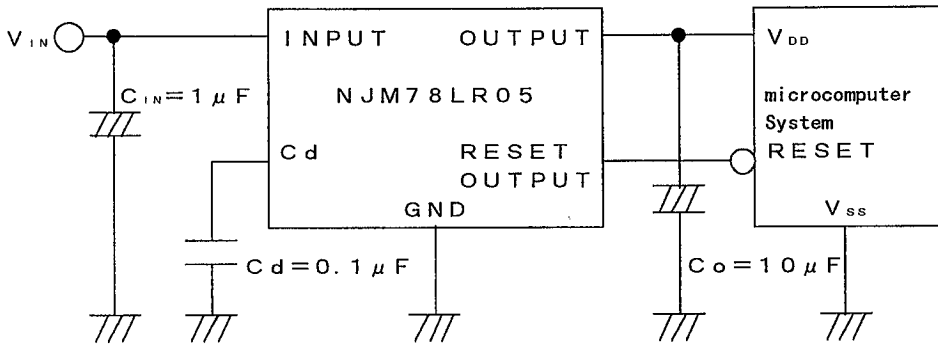 VIN
INPUT OUTPUT
VDD
CIN=1μF
NJM78LR05
microcomputer
System
Cd
RESET
OUTPUT
RESET
GND
VSS
Cd=0.1μF
Co=10μF